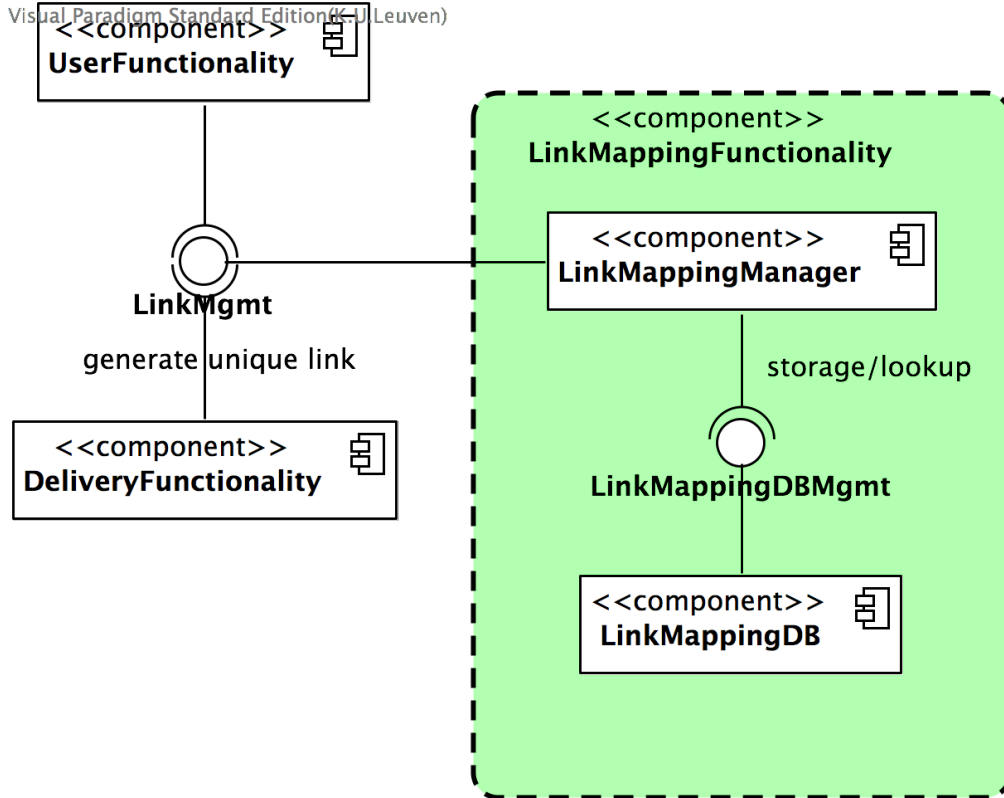 Visual Paradigm Standard Edition(K.U.Leuven)
<<component>>
UserFunctionality
<<component>>
LinkMappingFunctionality
<<component>>
LinkMappingManager
LinkMgmt
generate unique link
storage/lookup
<<component>>
DeliveryFunctionality
LinkMappingDBMgmt
<<component>>
LinkMappingDB